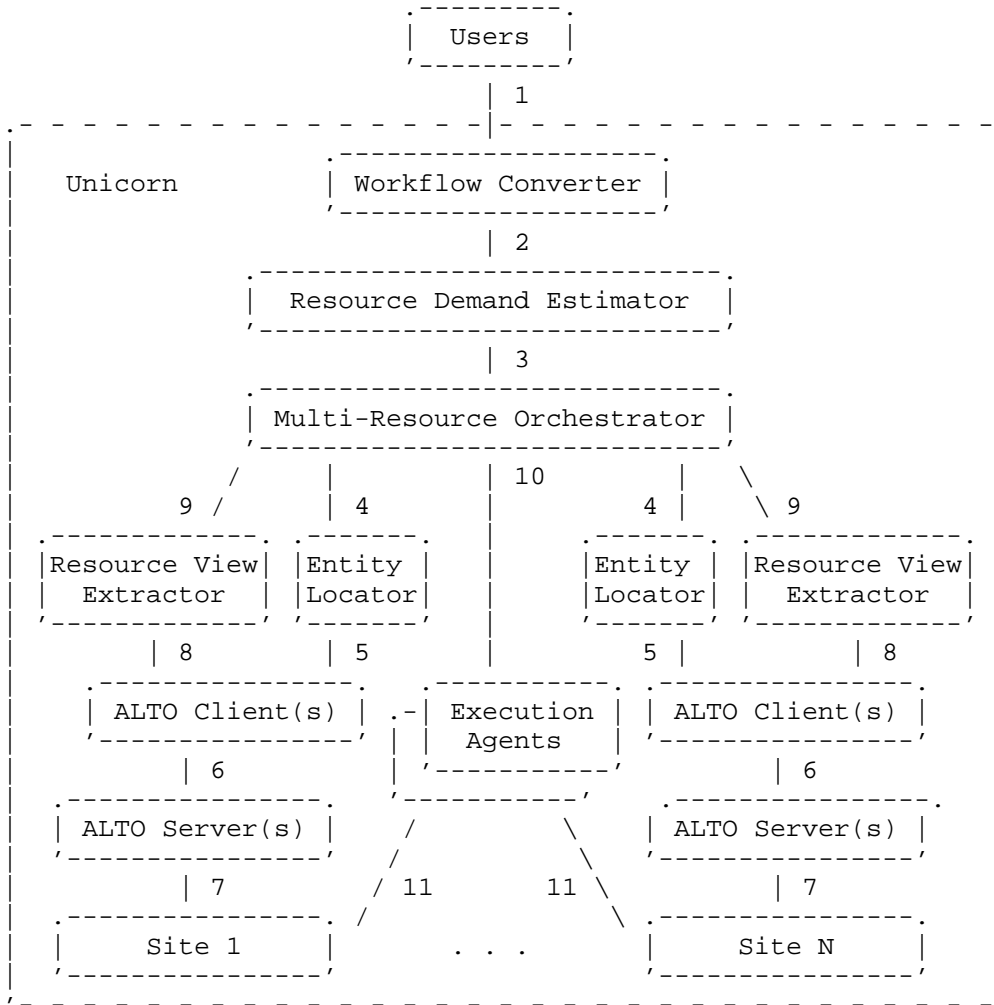 Users
1
Unicorn Workflow Converter
2
Resource Demand Estimator
3
Multi-Resource Orchestrator
10
9 4 4 9
Resource View Entity Entity Resource View
Extractor Locator Locator Extractor
8 5 5 8
ALTO Client(s) Execution ALTO Client(s)
Agents
6 6
ALTO Server(s) ALTO Server(s)
7 11 11 7
Site 1 . . . Site N